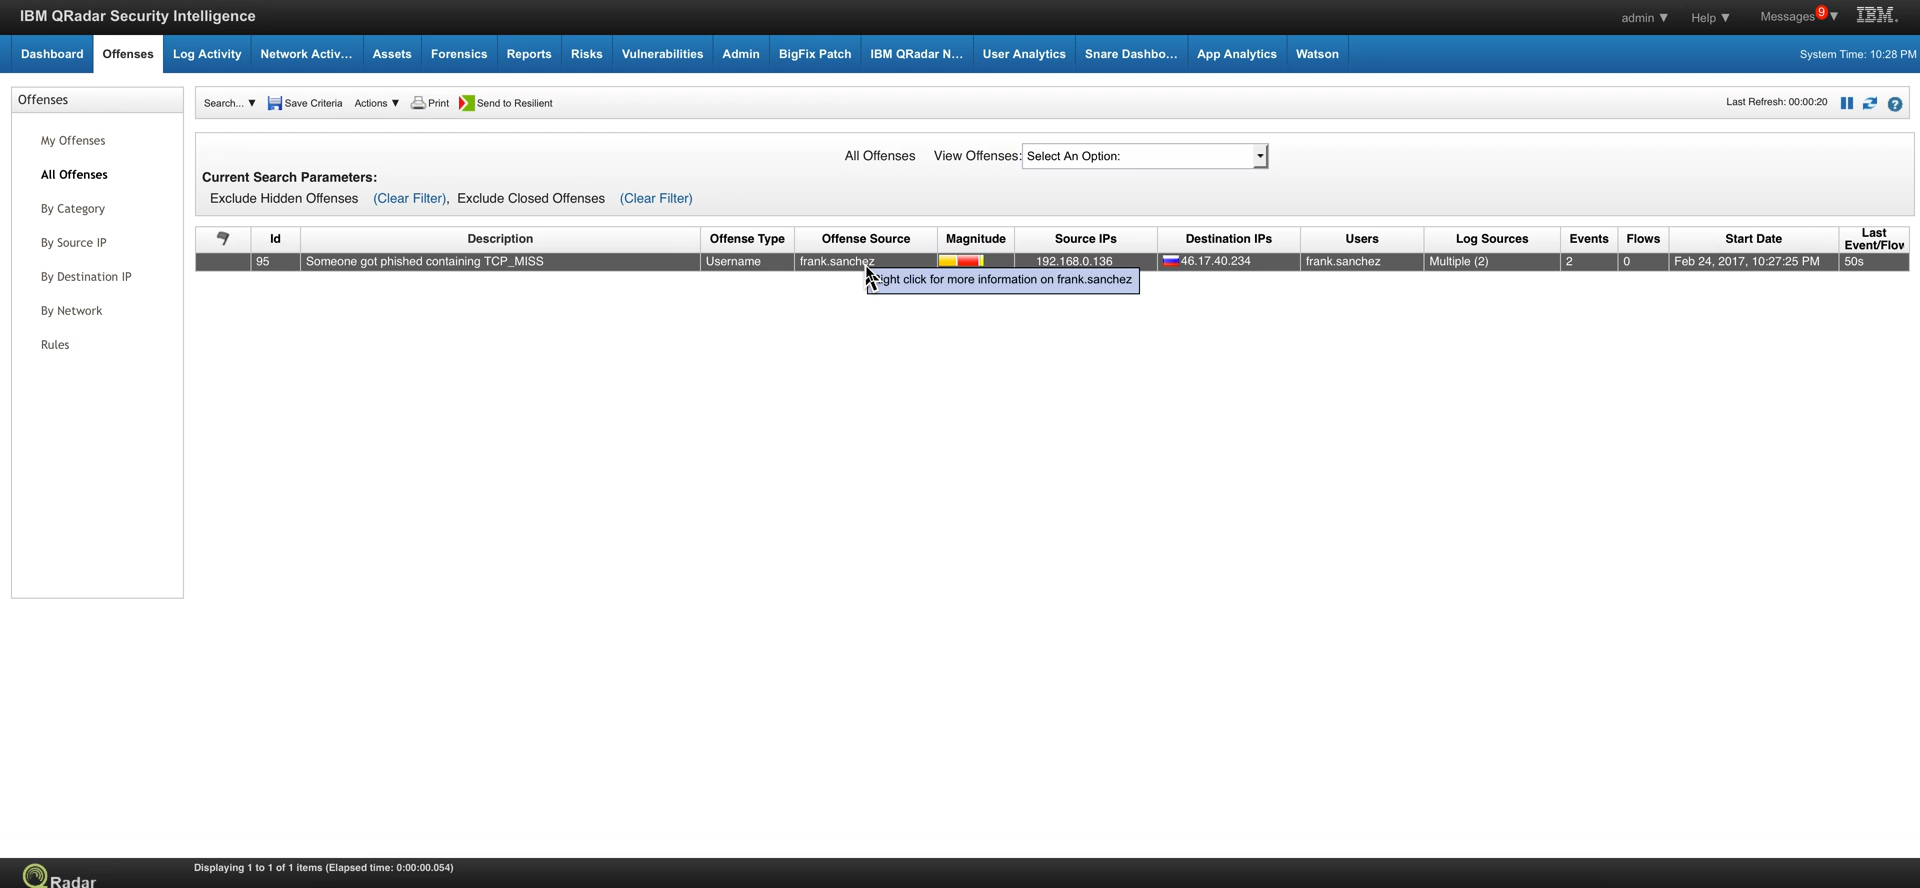 IBM QRadar Security Intelligence
admin ▼ Help ▼ Messages 9 ▼ IBM.
Dashboard Offenses Log Activity Network Activ... Assets Forensics Reports Risks Vulnerabilities Admin BigFix Patch IBM QRadar N... User Analytics Snare Dashbo... App Analytics Watson System Time: 10:28 PM
Offenses
My Offenses
All Offenses
By Category
By Source IP
By Destination IP
By Network
Rules
Search... ▼ Save Criteria Actions ▼ Print Send to Resilient Last Refresh: 00:00:20 ?
All Offenses View Offenses: Select An Option:
Current Search Parameters:
Exclude Hidden Offenses (Clear Filter), Exclude Closed Offenses (Clear Filter)
Id Description Offense Type Offense Source Magnitude Source IPs Destination IPs Users Log Sources Events Flows Start Date Last
Event/Flow
95 Someone got phished containing TCP_MISS Username frank.sanchez 192.168.0.136 46.17.40.234 frank.sanchez Multiple (2) 2 0 Feb 24, 2017, 10:27:25 PM 50s
ght click for more information on frank.sanchez
Displaying 1 to 1 of 1 items (Elapsed time: 0:00:00.054)
QRadar